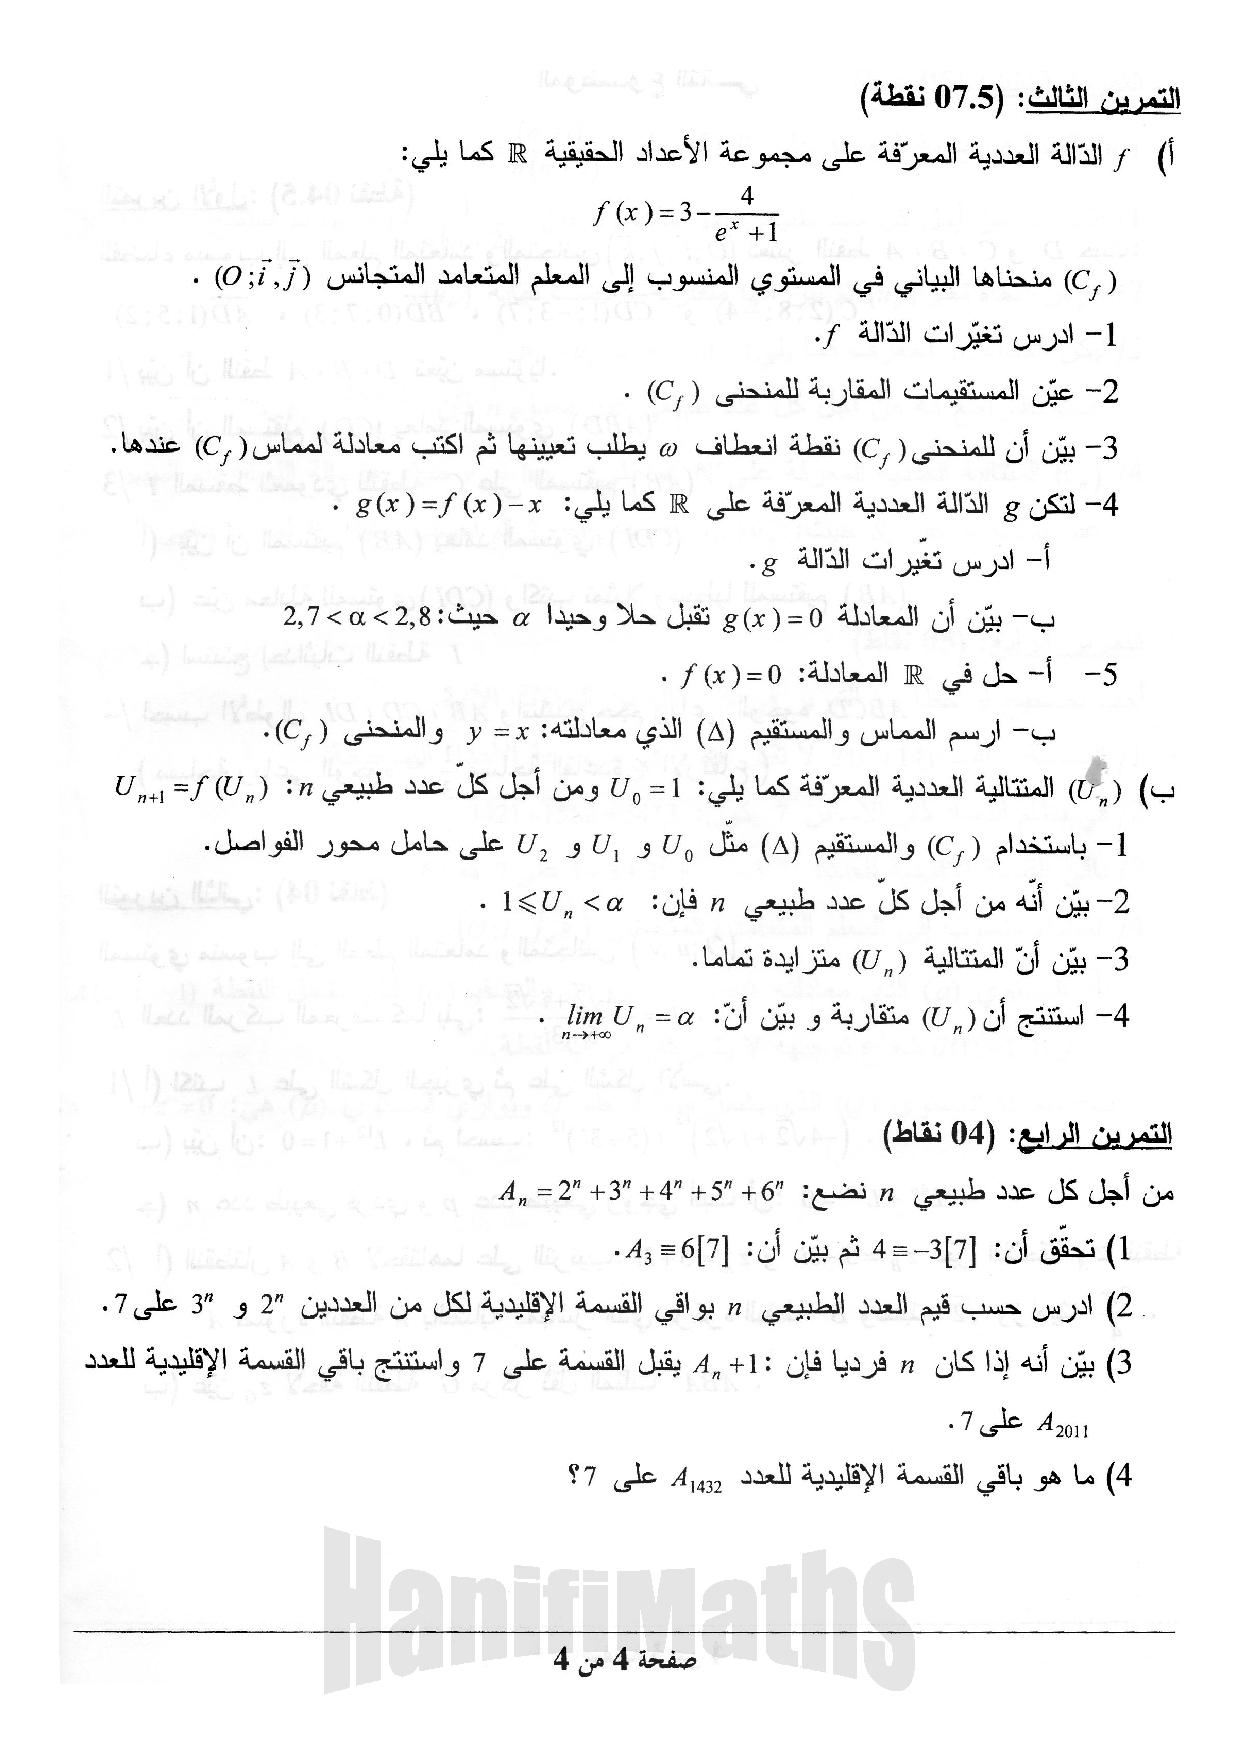 التمرين الثالث: (07.5 نقطة)
أ) f الدّالة العددية المعرّفة على مجموعة الأعداد الحقيقية ℝ كما يلي:
f(x)=3-4/(e^x+1)
(C_f) منحناها البياني في المستوي المنسوب إلى المعلم المتعامد المتجانس (O;i⃗,j⃗) .
1- ادرس تغيّرات الدّالة f.
2- عيّن المستقيمات المقاربة للمنحنى (C_f) .
3- بيّن أن للمنحنى (C_f) نقطة انعطاف ω يطلب تعيينها ثم اكتب معادلة لمماس (C_f) عندها.
4- لتكن g الدّالة العددية المعرّفة على ℝ كما يلي: g(x)=f(x)-x .
أ- ادرس تغّيرات الدّالة g.
ب- بيّن أن المعادلة g(x)=0 تقبل حلا وحيدا α حيث: 2,7<α<2,8
5- أ- حل في ℝ المعادلة: f(x)=0 .
ب- ارسم المماس والمستقيم (Δ) الذي معادلته: y=x والمنحنى (C_f).
ب) (U_n) المتتالية العددية المعرّفة كما يلي: U_0=1 ومن أجل كلّ عدد طبيعي n: U_{n+1}=f(U_n)
1- باستخدام (C_f) والمستقيم (Δ) مثّل U_0 و U_1 و U_2 على حامل محور الفواصل.
2- بيّن أنّه من أجل كلّ عدد طبيعي n فإن: 1⩽U_n<α .
3- بيّن أنّ المتتالية (U_n) متزايدة تماما.
4- استنتج أن (U_n) متقاربة و بيّن أنّ: lim_{n→+∞} U_n=α .
التمرين الرابع: (04 نقاط)
من أجل كل عدد طبيعي n نضع: A_n=2^n+3^n+4^n+5^n+6^n
1) تحقّق أن: 4≡-3[7] ثم بيّن أن: A_3≡6[7].
2) ادرس حسب قيم العدد الطبيعي n بواقي القسمة الإقليدية لكل من العددين 2^n و 3^n على 7.
3) بيّن أنه إذا كان n فرديا فإن: A_n+1 يقبل القسمة على 7 واستنتج باقي القسمة الإقليدية للعدد
A_2011 على 7.
4) ما هو باقي القسمة الإقليدية للعدد A_1432 على 7؟
HanifiMaths
صفحة 4 من 4